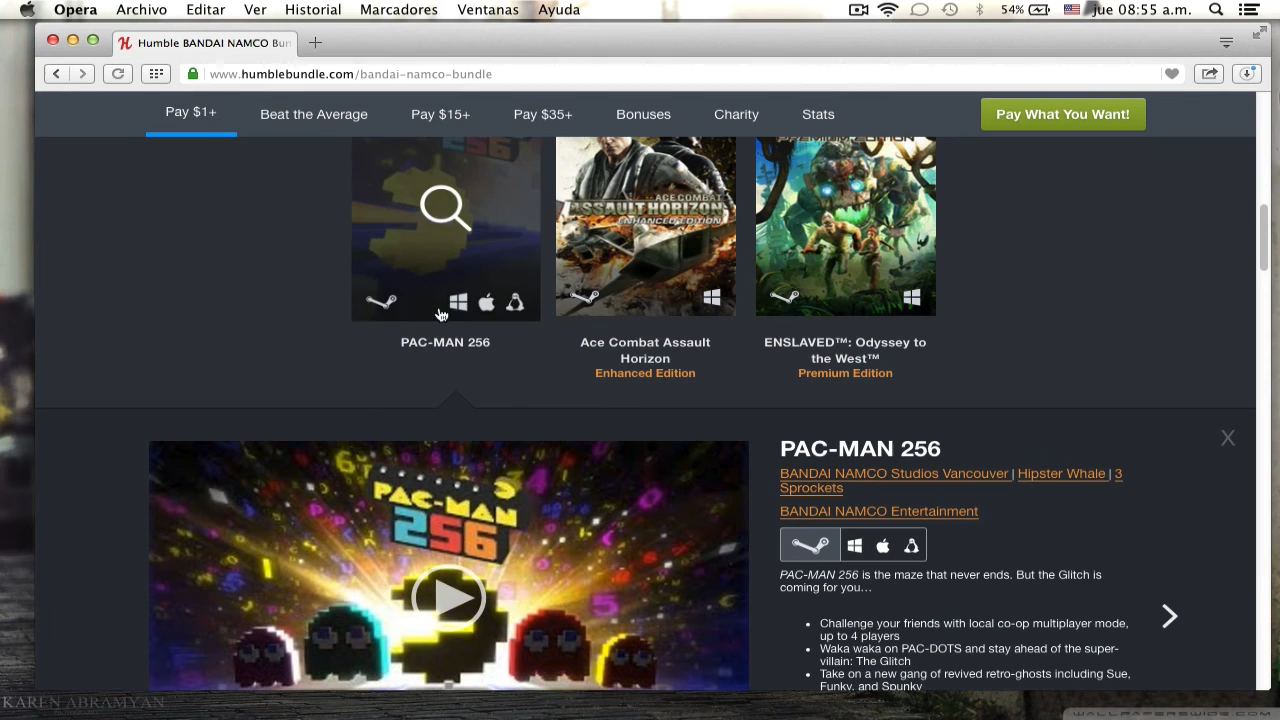 Opera Archivo Editar Ver Historial Marcadores Ventanas Ayuda 54% jue 08:55 a.m.
Humble BANDAI NAMCO Bun
www.humblebundle.com/bandai-namco-bundle
Pay $1+ Beat the Average Pay $15+ Pay $35+ Bonuses Charity Stats Pay What You Want!
256
ACE COMBAT
ASSAULT HORIZON
ENHANCED EDITION
PREMIUM EDITION
PAC-MAN 256
Ace Combat Assault
Horizon
Enhanced Edition
ENSLAVED™: Odyssey to
the West™
Premium Edition
PAC-MAN
256
PAC-MAN 256
BANDAI NAMCO Studios Vancouver | Hipster Whale | 3
Sprockets
BANDAI NAMCO Entertainment
PAC-MAN 256 is the maze that never ends. But the Glitch is
coming for you…
• Challenge your friends with local co-op multiplayer mode,
up to 4 players
• Waka waka on PAC-DOTS and stay ahead of the super-
villain: The Glitch
• Take on a new gang of revived retro-ghosts including Sue,
Funky, and Spunky
X
KAREN ABRAMYAN
WALLPAPERSWIDE.COM